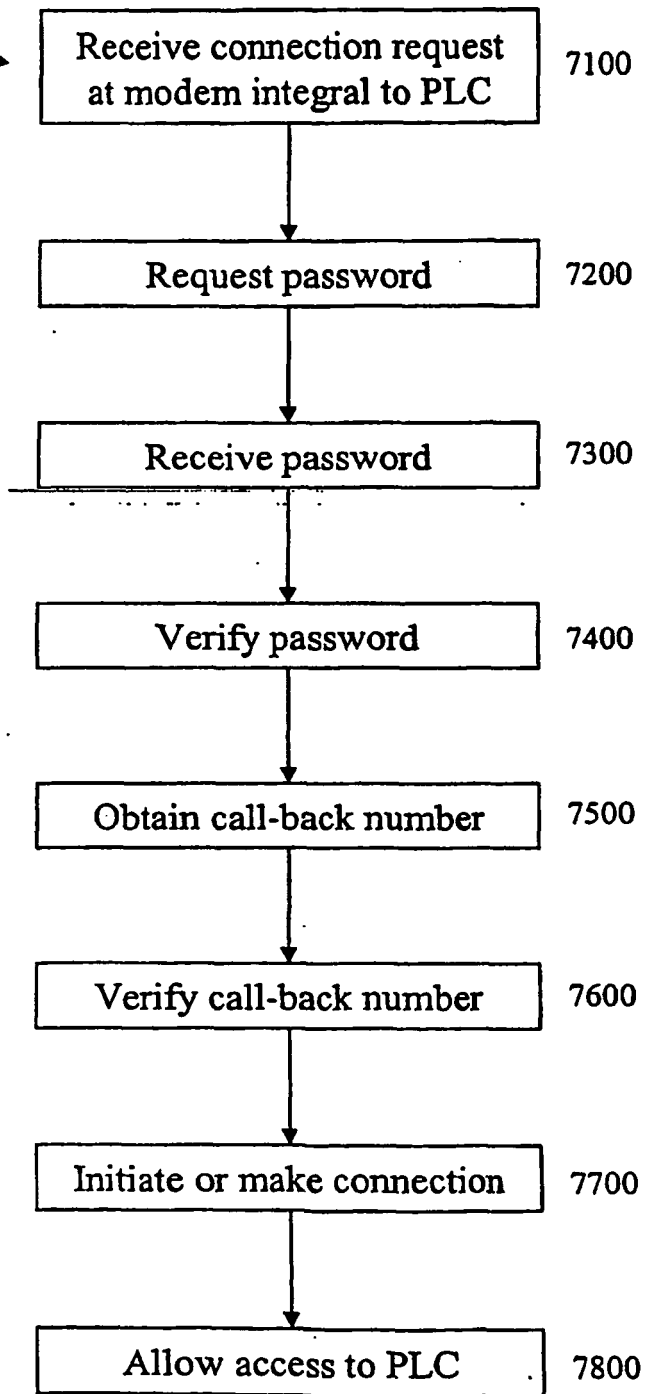 Receive connection request
at modem integral to PLC
7100
Request password
7200
Receive password
7300
Verify password
7400
Obtain call-back number
7500
Verify call-back number
7600
Initiate or make connection
7700
Allow access to PLC
7800